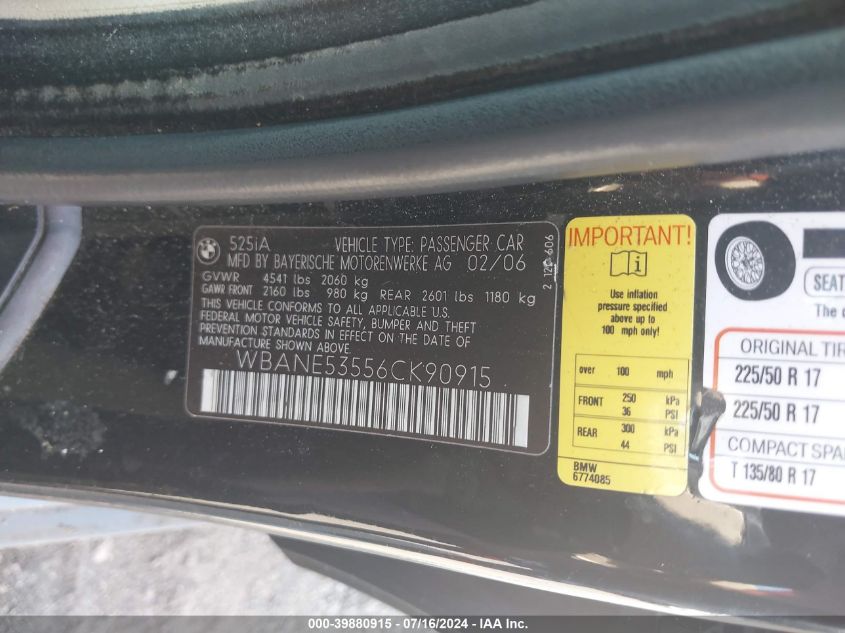 525iA VEHICLE TYPE: PASSENGER CAR
MFD BY BAYERISCHE MOTORENWERKE AG 02/06
GVWR 4541 lbs 2060 kg
GAWR FRONT 2160 lbs 980 kg REAR 2601 lbs 1180 kg
THIS VEHICLE CONFORMS TO ALL APPLICABLE U.S.
FEDERAL MOTOR VEHICLE SAFETY, BUMPER AND THEFT
PREVENTION STANDARDS IN EFFECT ON THE DATE OF
MANUFACTURE SHOWN ABOVE.
WBANE53556CK90915
IMPORTANT!
Use inflation
pressure specified
above up to
100 mph only!
over 100 mph
FRONT 250 kPa
36 PSI
REAR 300 kPa
44 PSI
BMW
6774085
SEAT
The
ORIGINAL TIR
225/50 R 17
225/50 R 17
COMPACT SPA
T 135/80 R 17
000-39880915 - 07/16/2024 - IAA Inc.